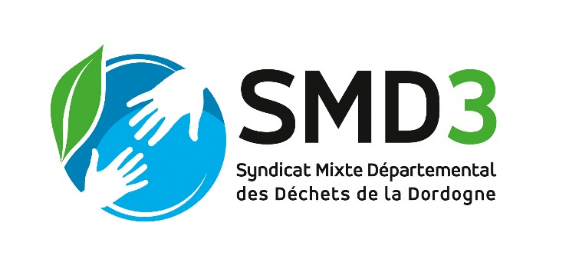 SMD3
Syndicat Mixte Départemental
des Déchets de la Dordogne